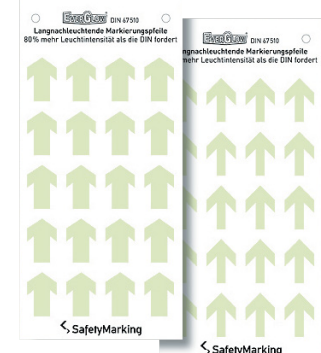 EverGlow DIN 67510
Langnachleuchtende Markierungspfeile
80% mehr Leuchtintensität als die DIN fordert
SafetyMarking
EverGlow DIN 67510
ngnachleuchtende Markierungspfeile
mehr Leuchtintensität als die DIN fordert
SafetyMarking